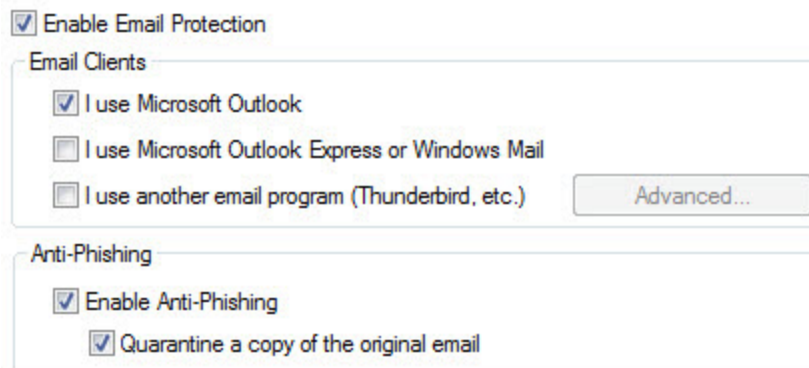 Enable Email Protection
Email Clients
I use Microsoft Outlook
I use Microsoft Outlook Express or Windows Mail
I use another email program (Thunderbird, etc.) Advanced...
Anti-Phishing
Enable Anti-Phishing
Quarantine a copy of the original email